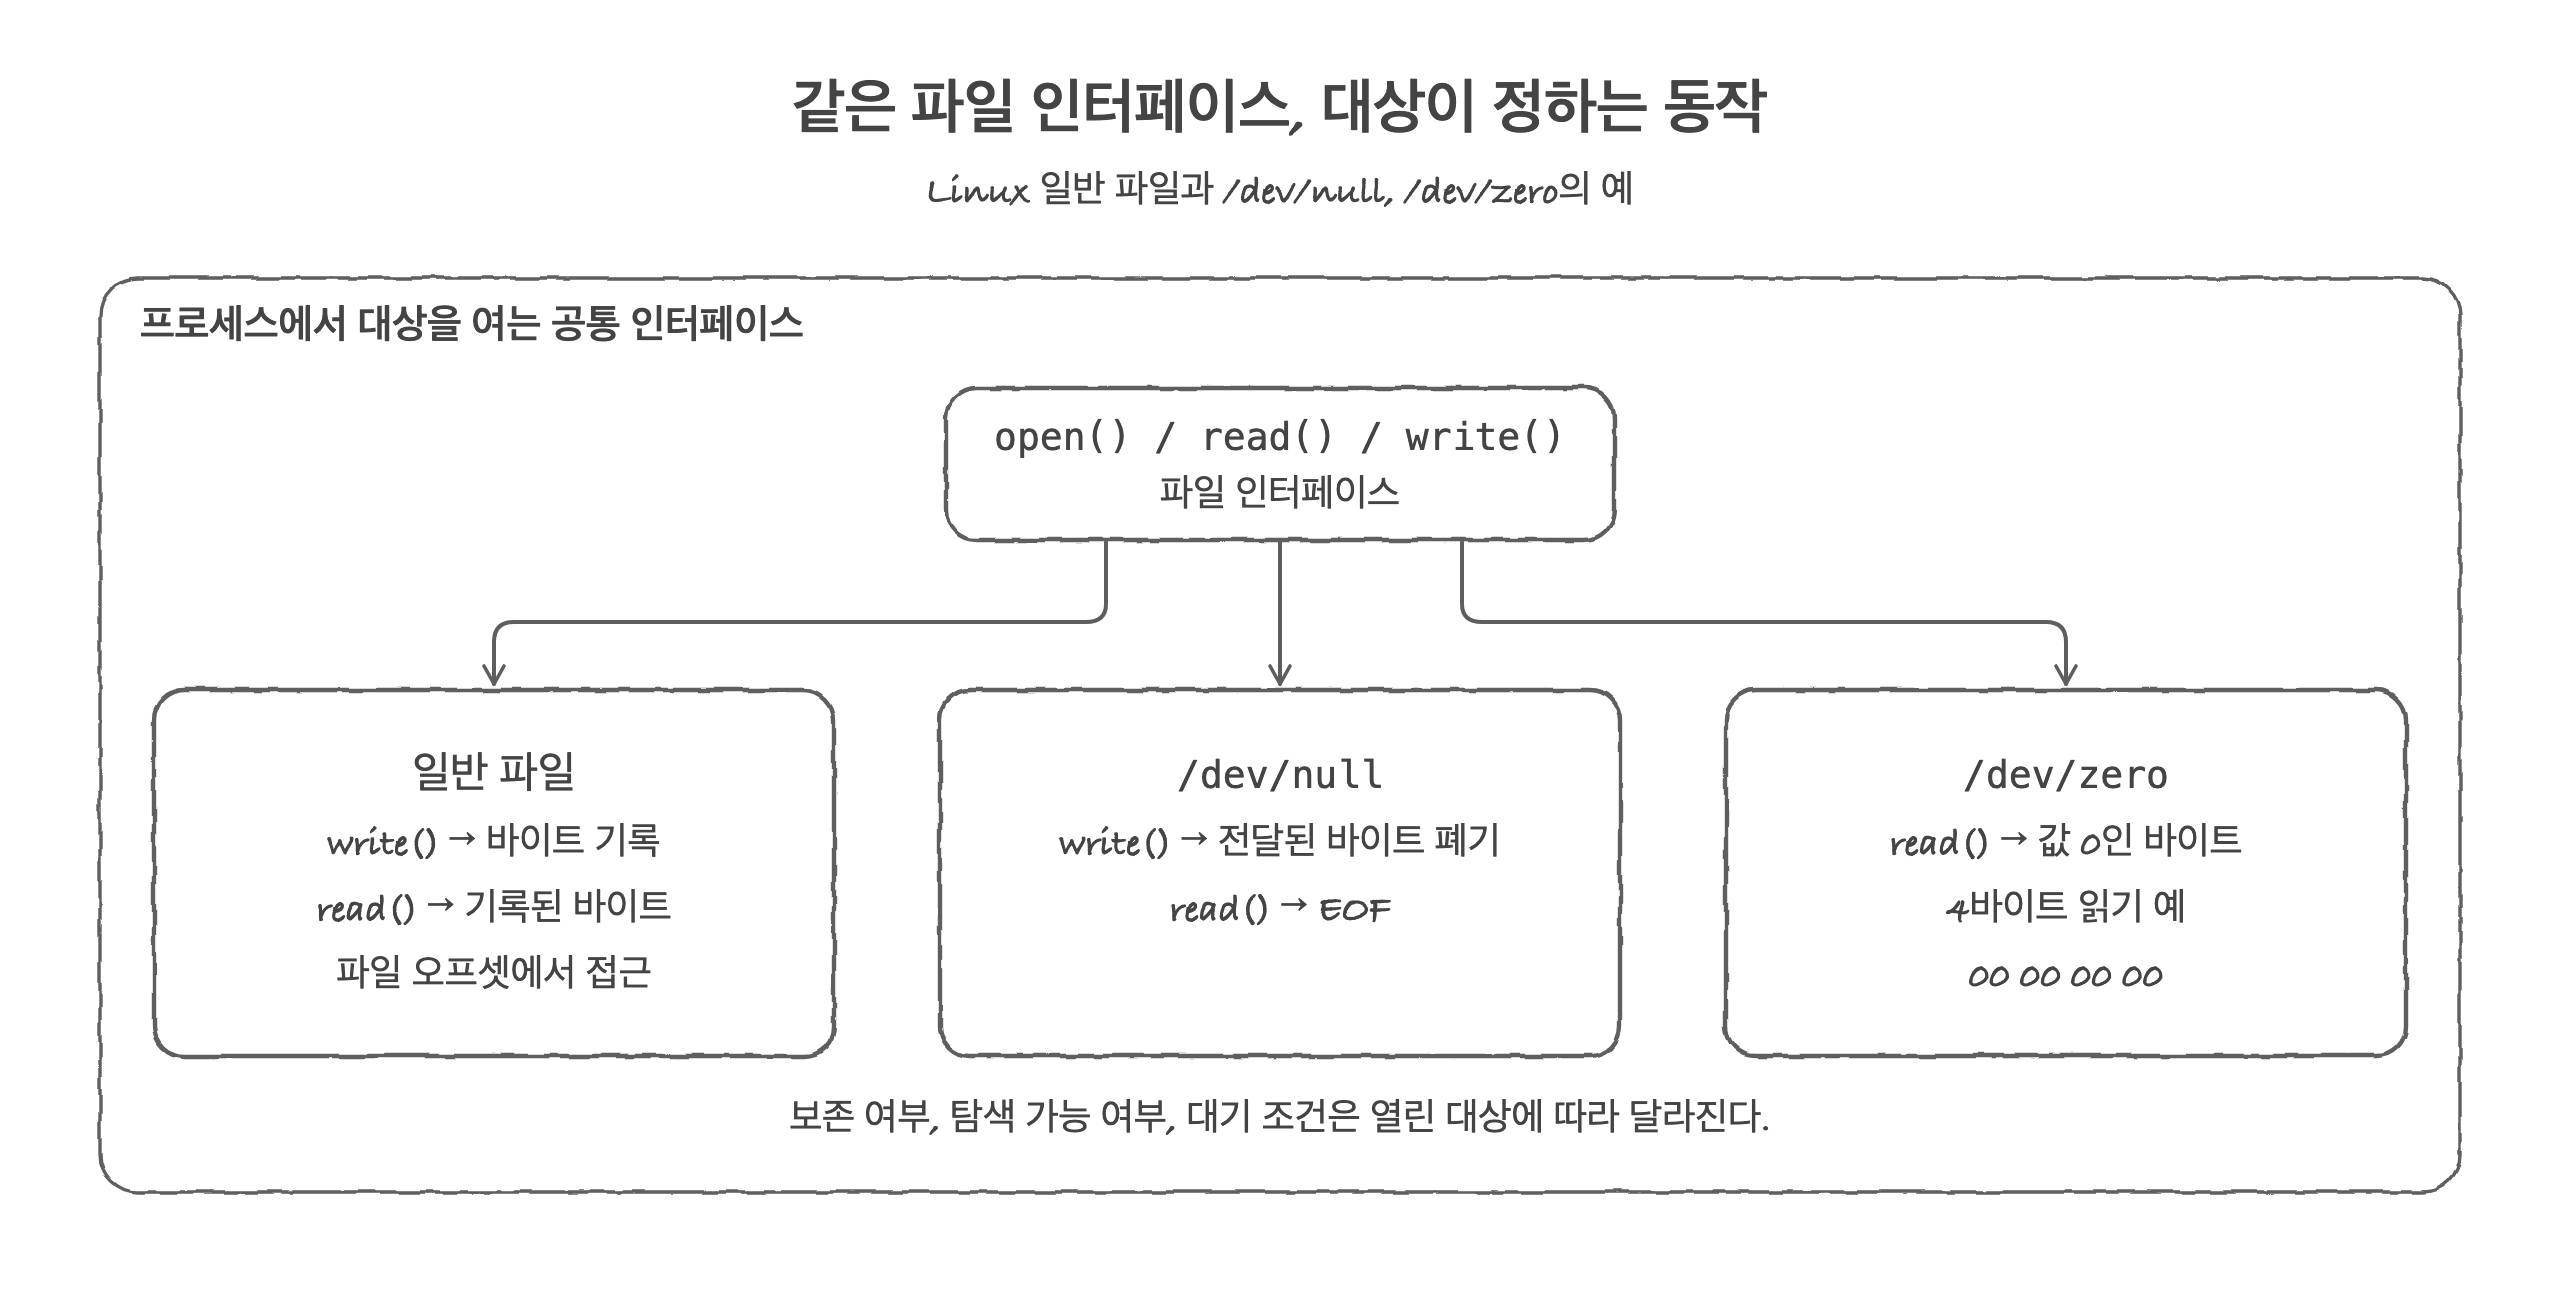 같은 파일 인터페이스, 대상이 정하는 동작
Linux 일반 파일과 /dev/null, /dev/zero의 예
프로세스에서 대상을 여는 공통 인터페이스
open() / read() / write()
파일 인터페이스
일반 파일
write() → 바이트 기록
read() → 기록된 바이트
파일 오프셋에서 접근
/dev/null
write() → 전달된 바이트 폐기
read() → EOF
/dev/zero
read() → 값 0인 바이트
4바이트 읽기 예
00 00 00 00
보존 여부, 탐색 가능 여부, 대기 조건은 열린 대상에 따라 달라진다.